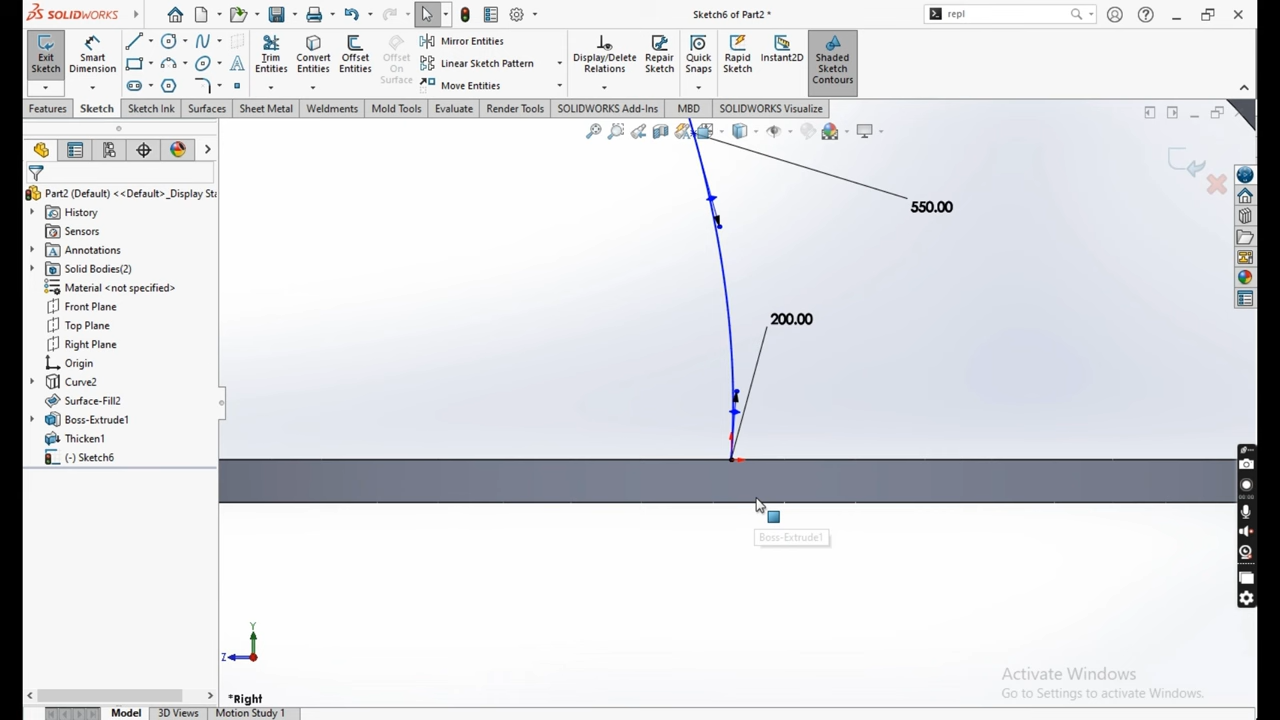 SOLIDWORKS
Sketch6 of Part2 *
repl
Exit Sketch
Smart Dimension
Trim Entities
Convert Entities
Offset Entities
Offset On Surface
Mirror Entities
Linear Sketch Pattern
Move Entities
Display/Delete Relations
Repair Sketch
Quick Snaps
Rapid Sketch
Instant2D
Shaded Sketch Contours
Features
Sketch
Sketch Ink
Surfaces
Sheet Metal
Weldments
Mold Tools
Evaluate
Render Tools
SOLIDWORKS Add-Ins
MBD
SOLIDWORKS Visualize
Part2 (Default) <<Default>_Display Sta
History
Sensors
Annotations
Solid Bodies(2)
Material <not specified>
Front Plane
Top Plane
Right Plane
Origin
Curve2
Surface-Fill2
Boss-Extrude1
Thicken1
(-) Sketch6
550.00
200.00
Boss-Extrude1
Y
Z
*Right
Activate Windows
Go to Settings to activate Windows.
00:00
Model
3D Views
Motion Study 1